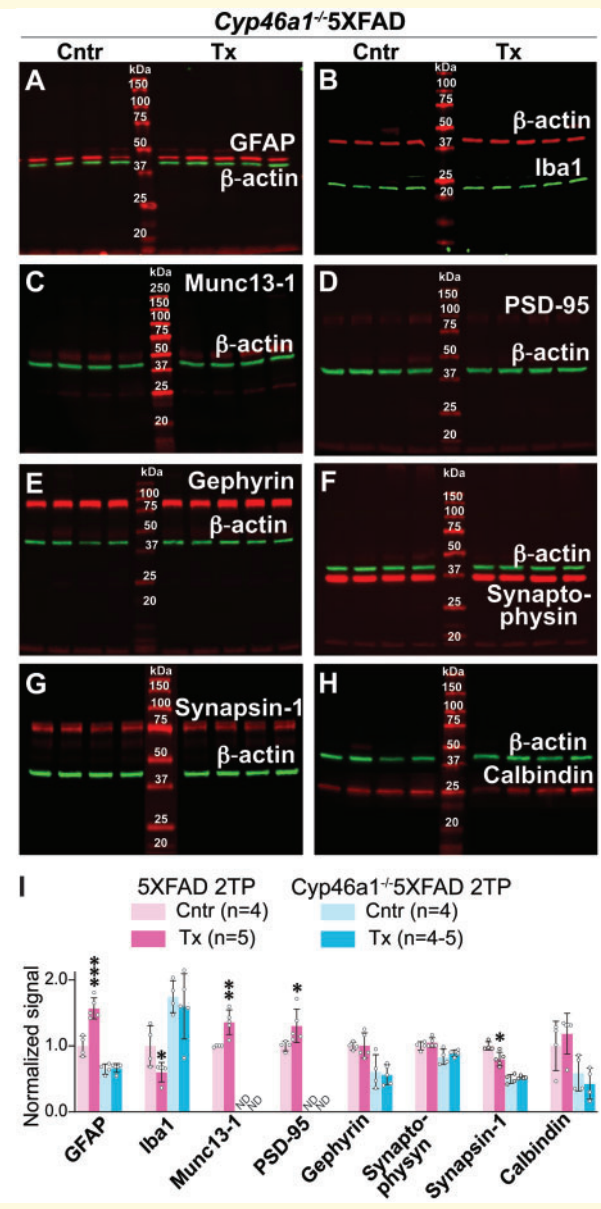 Cyp46a1-/-5XFAD
Cntr Tx Cntr Tx
A
kDa
150
100
75
50
37
25
20
GFAP
β-actin
B
kDa
150
100
75
50
37
25
20
β-actin
Iba1
C
kDa
250
150
100
75
50
37
25
20
Munc13-1
β-actin
D
kDa
150
100
75
50
37
25
20
PSD-95
β-actin
E
kDa
100
75
50
37
25
20
Gephyrin
β-actin
F
kDa
150
100
75
50
37
25
20
β-actin
Synapto-
physin
G
kDa
150
100
75
50
37
25
20
Synapsin-1
β-actin
H
kDa
150
100
75
50
37
25
20
β-actin
Calbindin
I
5XFAD 2TP Cyp46a1-/-5XFAD 2TP
Cntr (n=4) Cntr (n=4)
Tx (n=5) Tx (n=4-5)
Normalized signal
2.0
1.0
0.0
*** * ** * *
ND ND ND ND
GFAP
Iba1
Munc13-1
PSD-95
Gephyrin
Synapto-
physyn
Synapsin-1
Calbindin